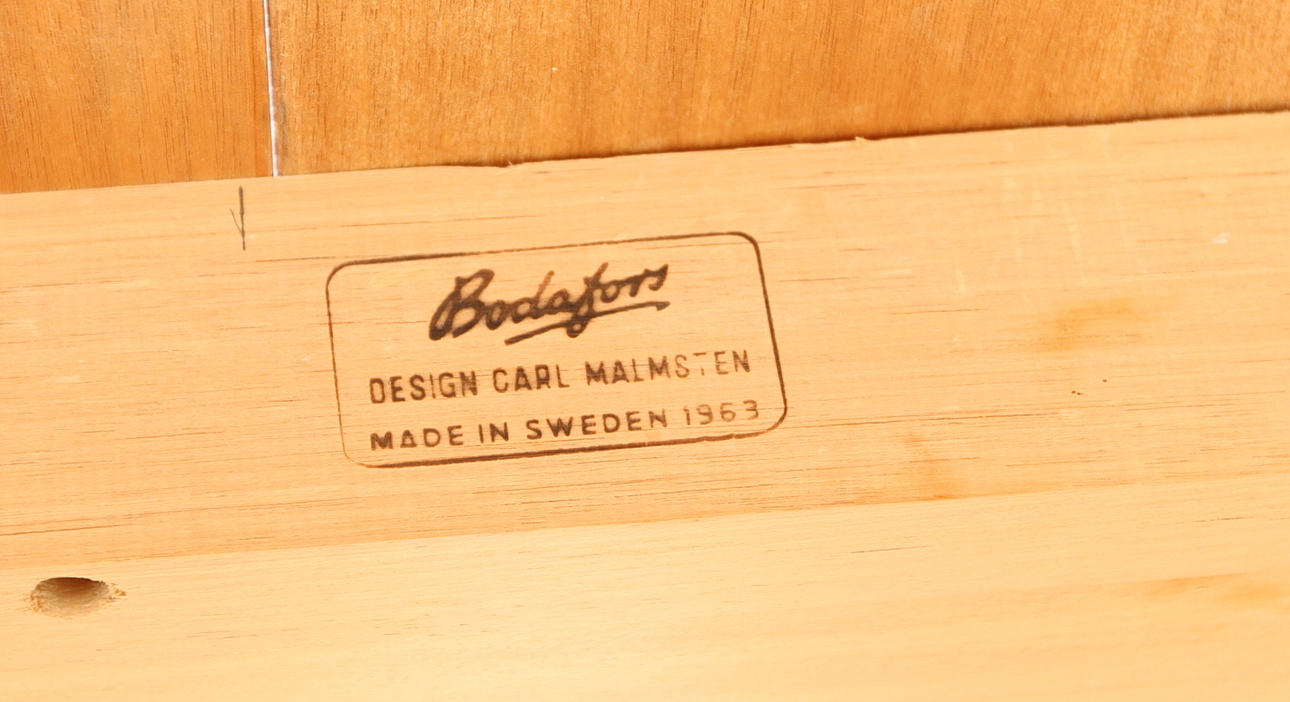 Bodafors
DESIGN CARL MALMSTEN
MADE IN SWEDEN 1963